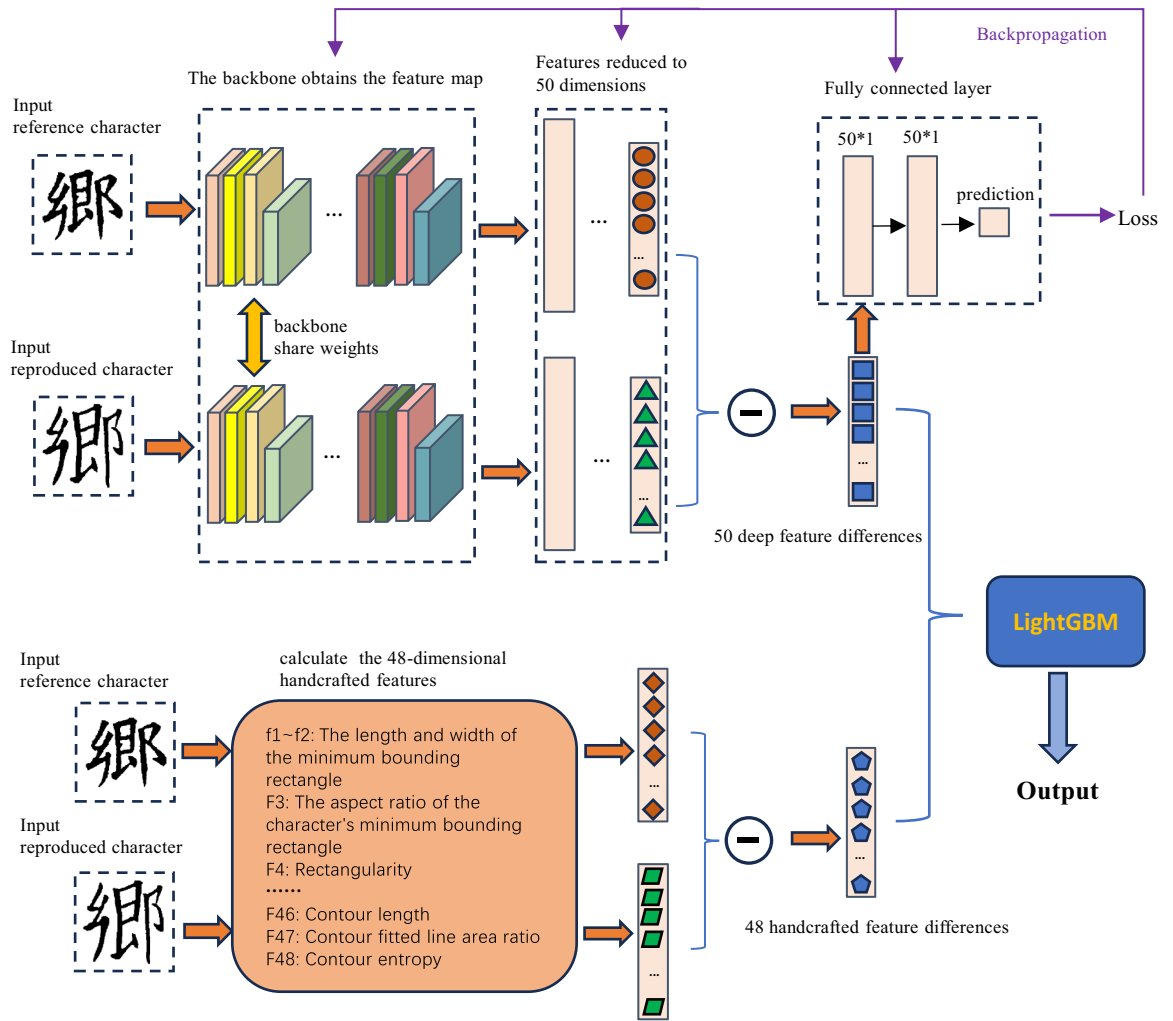 Backpropagation
The backbone obtains the feature map
Features reduced to
50 dimensions
Fully connected layer
Input
reference character
鄉
...
...
...
50*1
50*1
prediction
Loss
backbone
share weights
Input
reproduced character
鄉
...
...
...
...
50 deep feature differences
LightGBM
Output
Input
reference character
鄉
calculate the 48-dimensional
handcrafted features
f1~f2: The length and width of
the minimum bounding
rectangle
F3: The aspect ratio of the
character's minimum bounding
rectangle
F4: Rectangularity
······
F46: Contour length
F47: Contour fitted line area ratio
F48: Contour entropy
...
Input
reproduced character
鄉
...
...
48 handcrafted feature differences